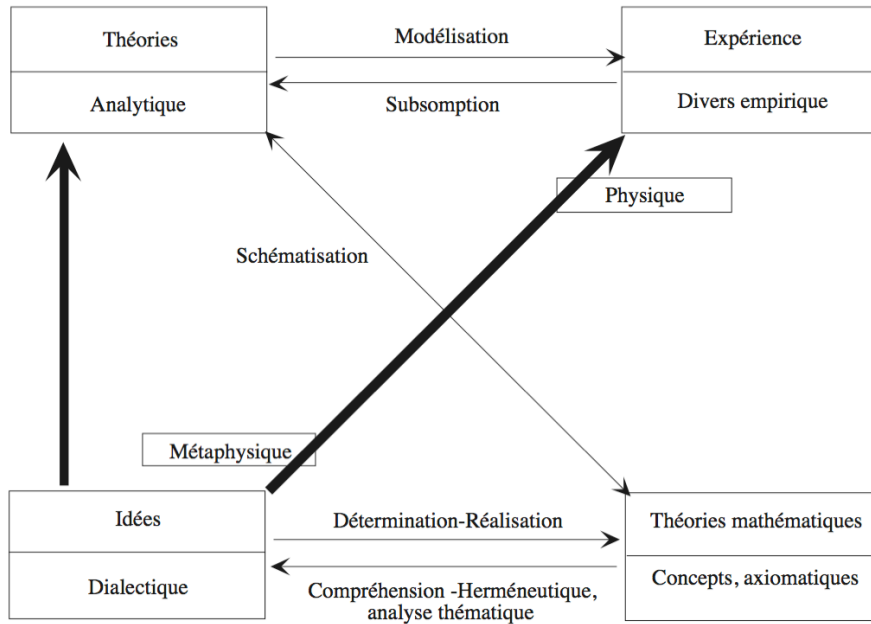 Théories
Modélisation
Expérience
Analytique
Subsomption
Divers empirique
Physique
Schématisation
Métaphysique
Idées
Détermination-Réalisation
Théories mathématiques
Dialectique
Compréhension -Herméneutique,
analyse thématique
Concepts, axiomatiques